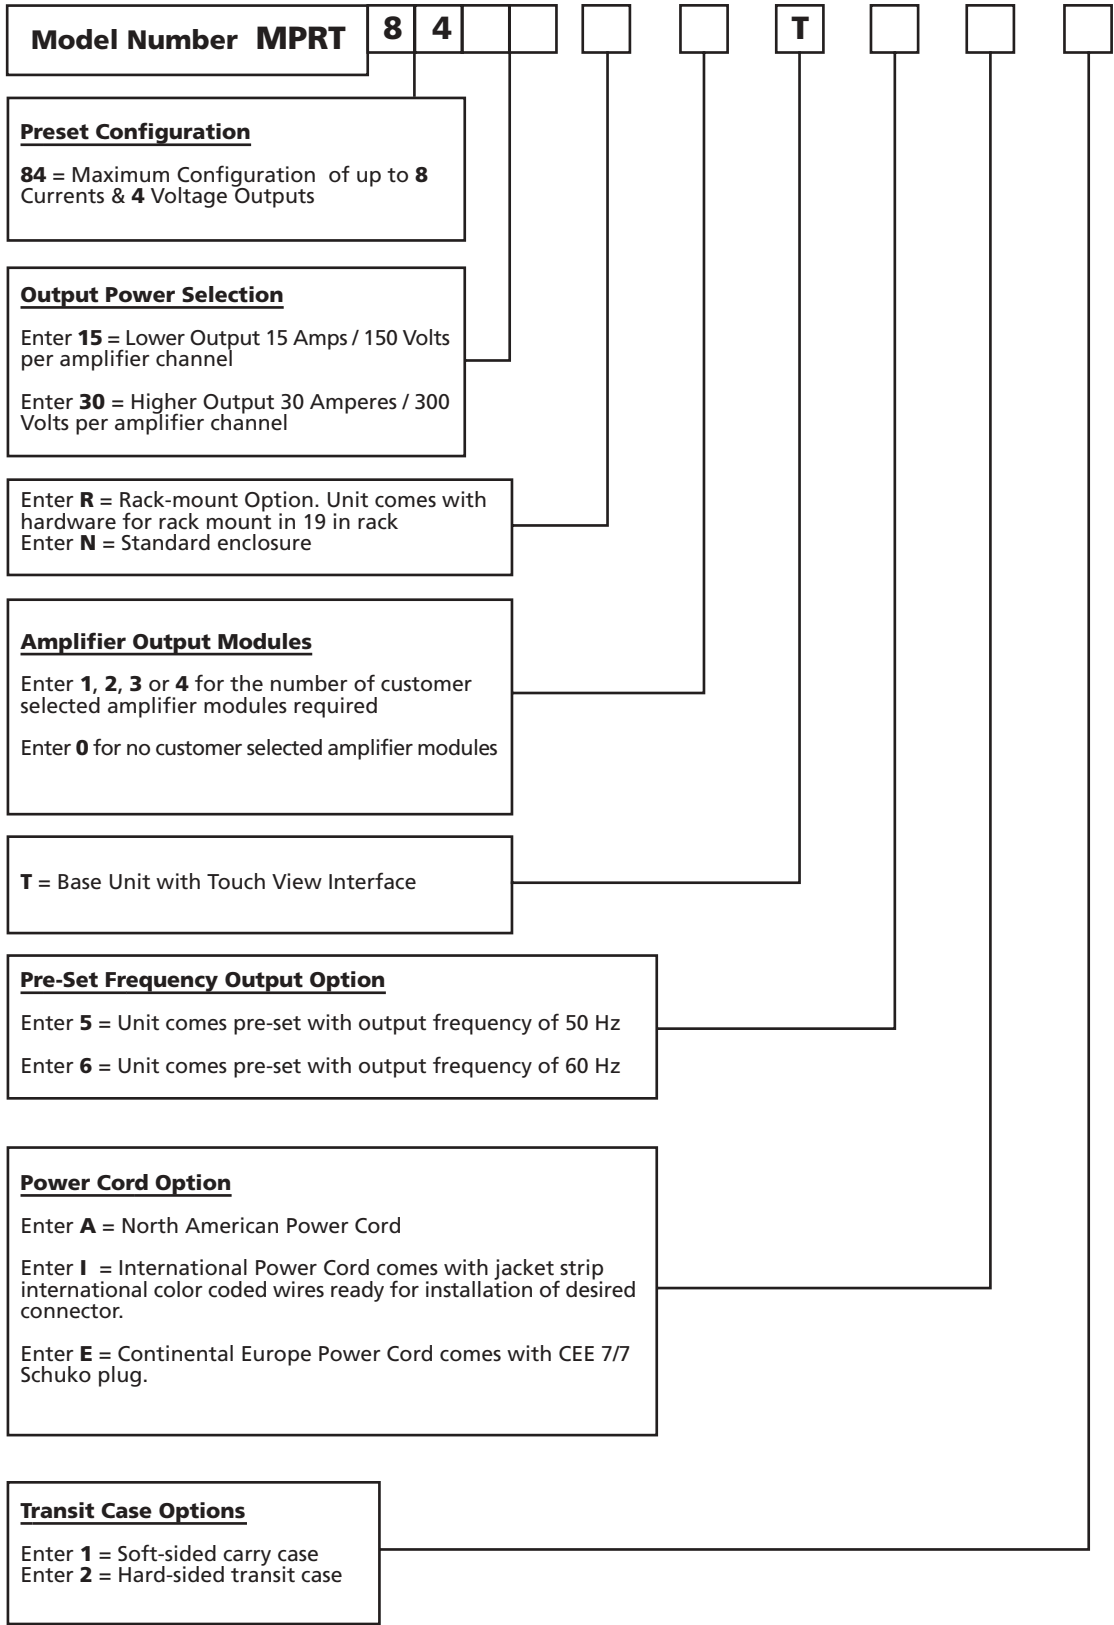 Model Number MPRT 8 4 T
Preset Configuration
84 = Maximum Configuration of up to 8
Currents & 4 Voltage Outputs
Output Power Selection
Enter 15 = Lower Output 15 Amps / 150 Volts
per amplifier channel
Enter 30 = Higher Output 30 Amperes / 300
Volts per amplifier channel
Enter R = Rack-mount Option. Unit comes with
hardware for rack mount in 19 in rack
Enter N = Standard enclosure
Amplifier Output Modules
Enter 1, 2, 3 or 4 for the number of customer
selected amplifier modules required
Enter 0 for no customer selected amplifier modules
T = Base Unit with Touch View Interface
Pre-Set Frequency Output Option
Enter 5 = Unit comes pre-set with output frequency of 50 Hz
Enter 6 = Unit comes pre-set with output frequency of 60 Hz
Power Cord Option
Enter A = North American Power Cord
Enter I = International Power Cord comes with jacket strip
international color coded wires ready for installation of desired
connector.
Enter E = Continental Europe Power Cord comes with CEE 7/7
Schuko plug.
Transit Case Options
Enter 1 = Soft-sided carry case
Enter 2 = Hard-sided transit case